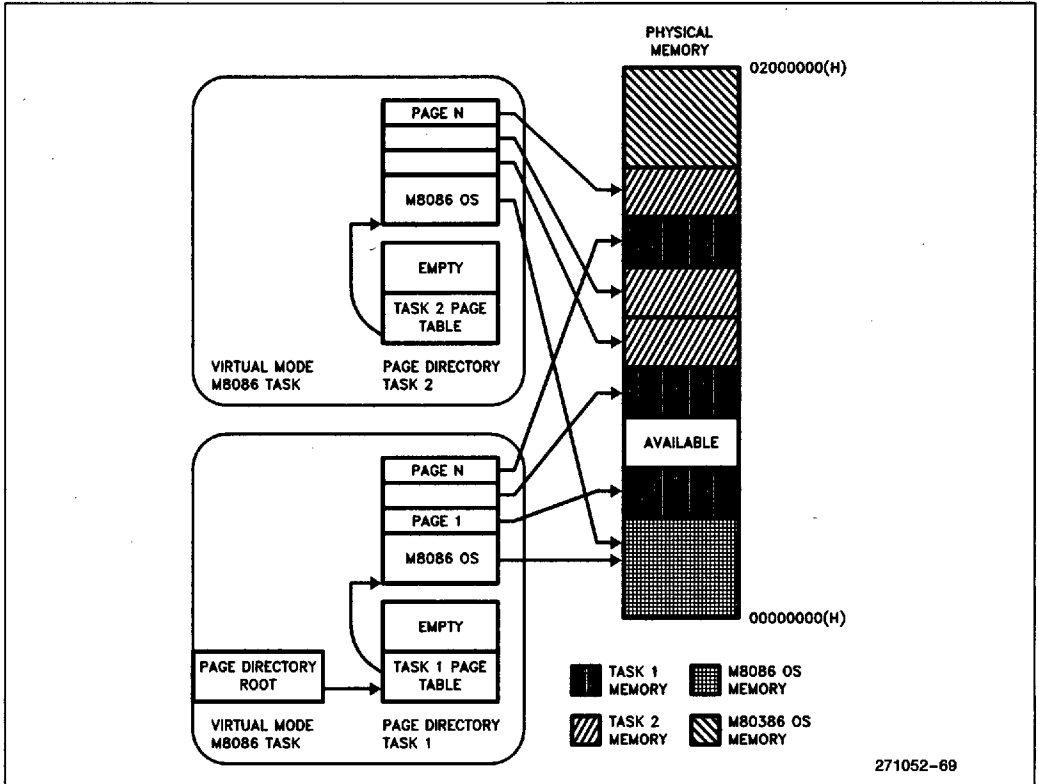 PHYSICAL
MEMORY
02000000(H)
PAGE N
M8086 OS
EMPTY
TASK 2 PAGE
TABLE
VIRTUAL MODE
M8086 TASK
PAGE DIRECTORY
TASK 2
AVAILABLE
PAGE N
PAGE 1
M8086 OS
EMPTY
TASK 1 PAGE
TABLE
PAGE DIRECTORY
ROOT
VIRTUAL MODE
M8086 TASK
PAGE DIRECTORY
TASK 1
00000000(H)
TASK 1
MEMORY
M8086 OS
MEMORY
TASK 2
MEMORY
M80386 OS
MEMORY
271052-69